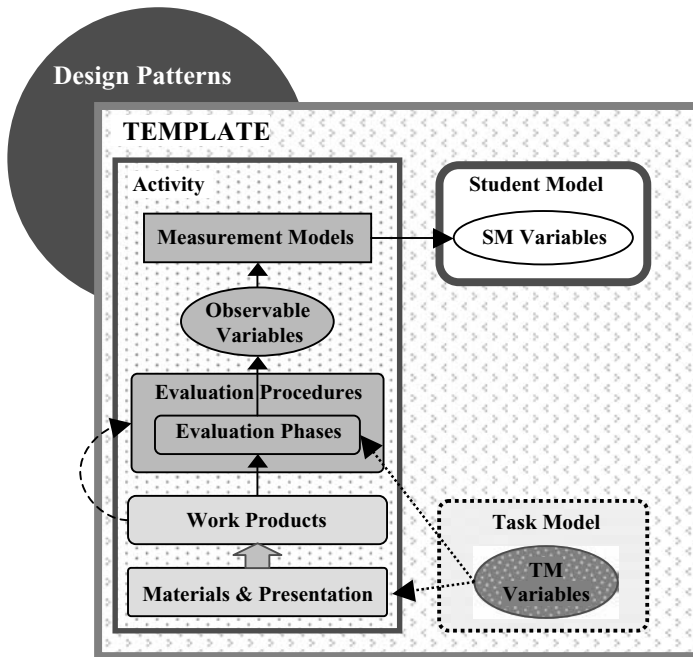 Design Patterns
TEMPLATE
Activity
Student Model
Measurement Models
SM Variables
Observable
Variables
Evaluation Procedures
Evaluation Phases
Work Products
Task Model
Materials & Presentation
TM
Variables